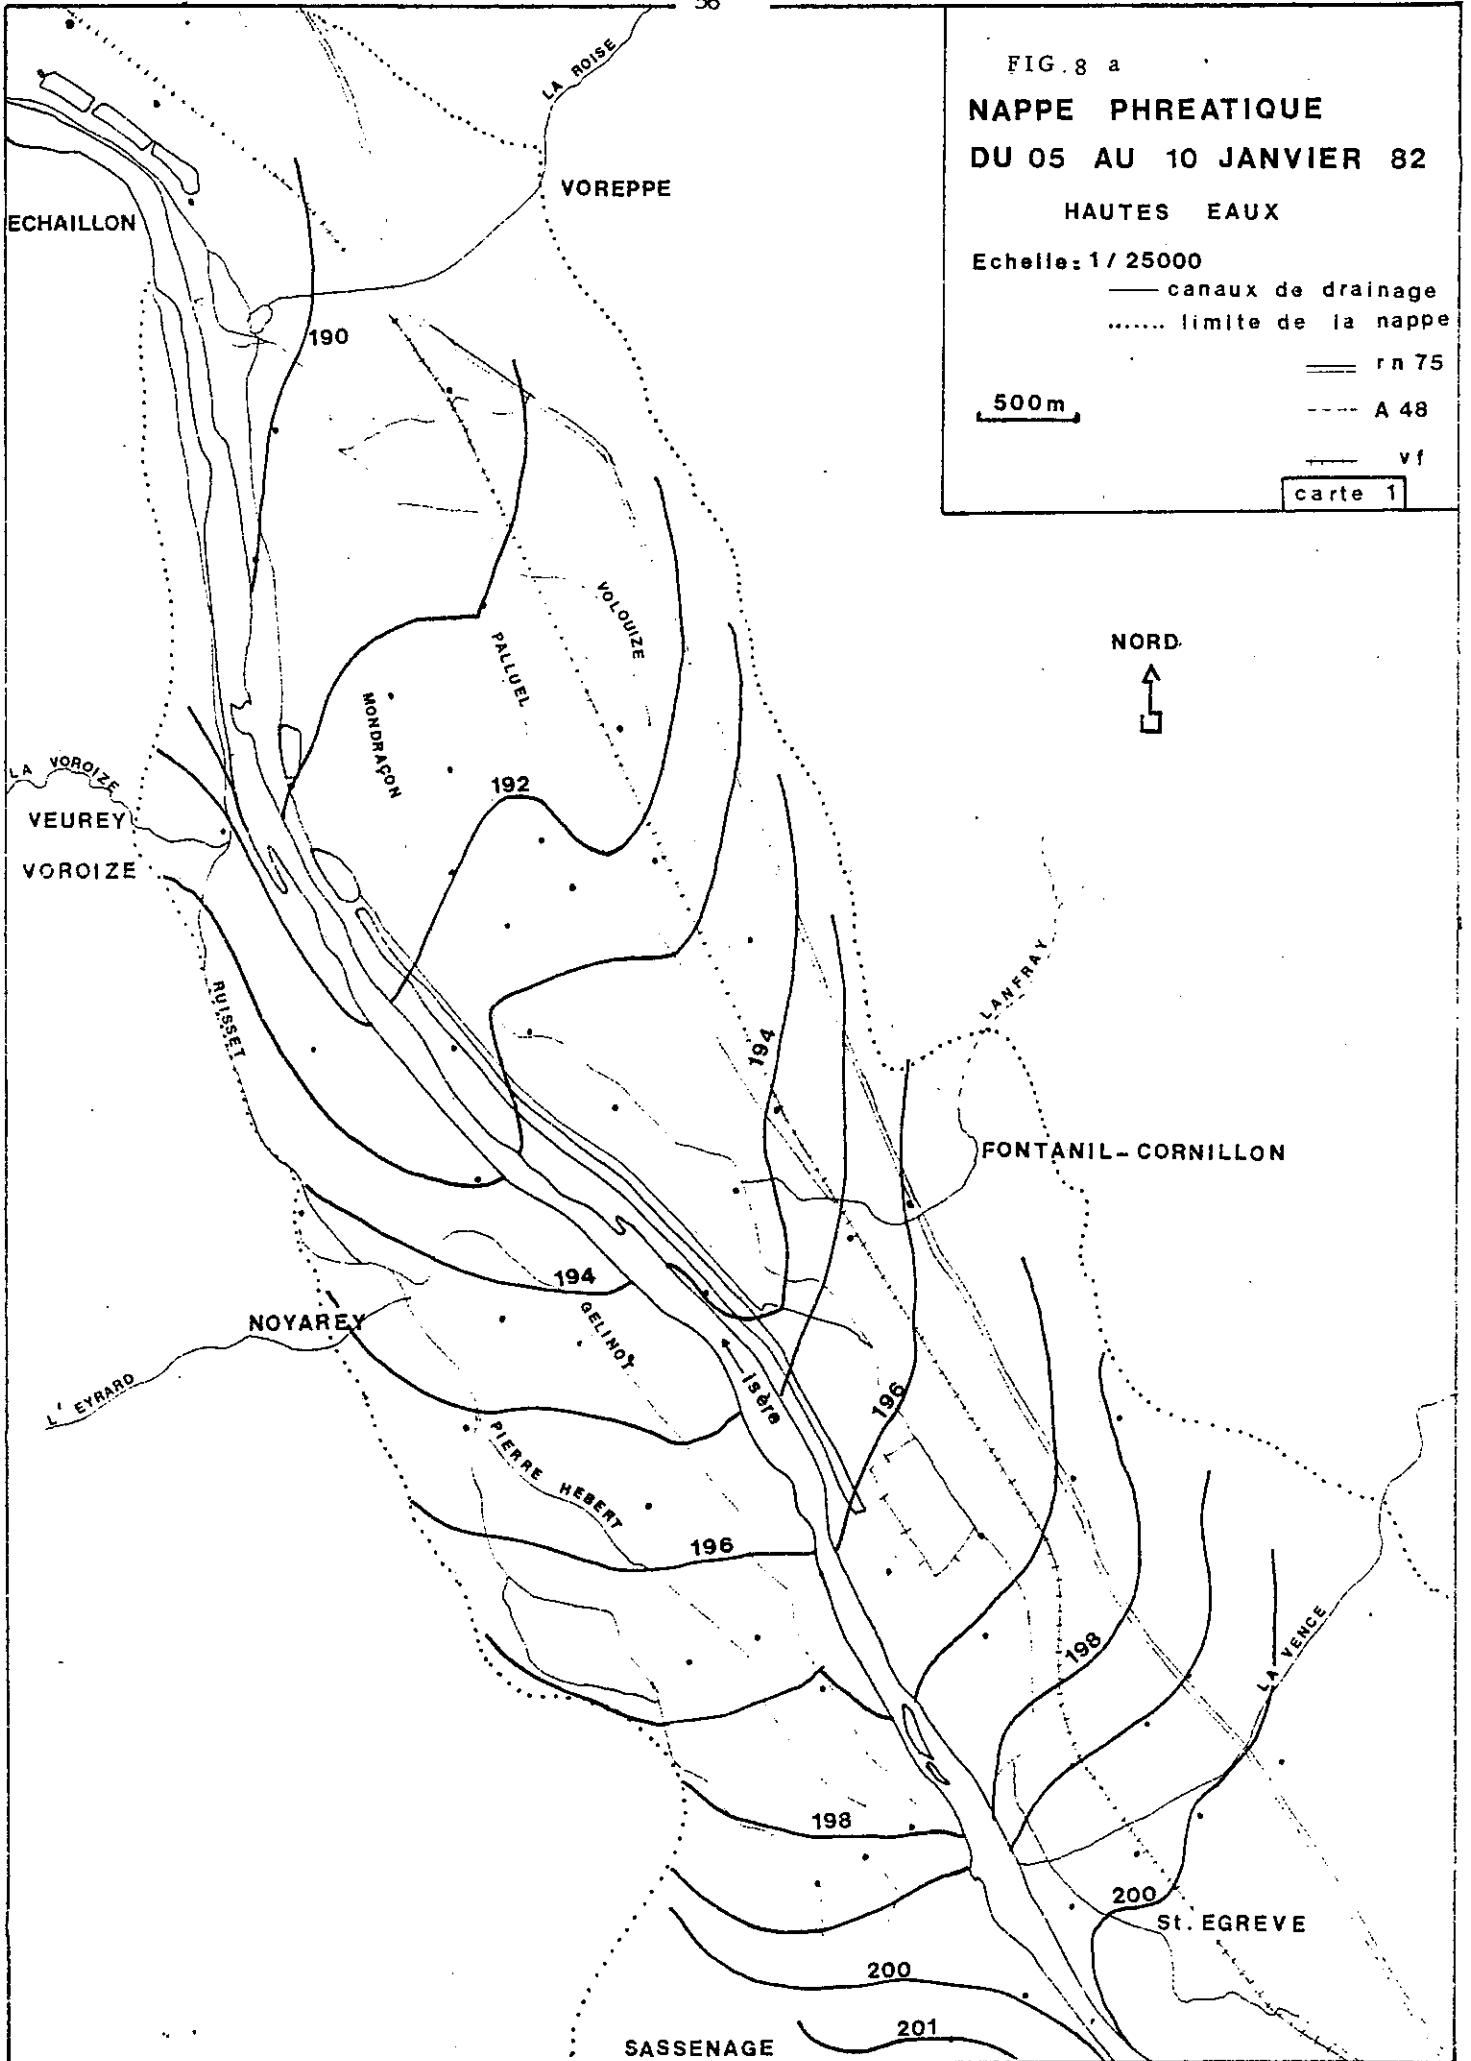 56
FIG. 8 a
NAPPE PHREATIQUE
DU 05 AU 10 JANVIER 82
HAUTES EAUX
Echelle: 1/ 25000
canaux de drainage
limite de la nappe
rn 75
500m
A 48
vf
carte 1
LA ROISE
VOREPPE
ECHAILLON
190
NORD
VOLOUIZE
PALLUEL
MONDRAÇON
LA VOROIZE
192
VEUREY
VOROIZE
RUISSET
LANFRAY
194
FONTANIL-CORNILLON
194
NOYAREY
GELINOT
L' EYRARD
Isère
196
PIERRE HEBERT
196
198
LA VENCE
198
200
St. EGREVE
200
201
SASSENAGE